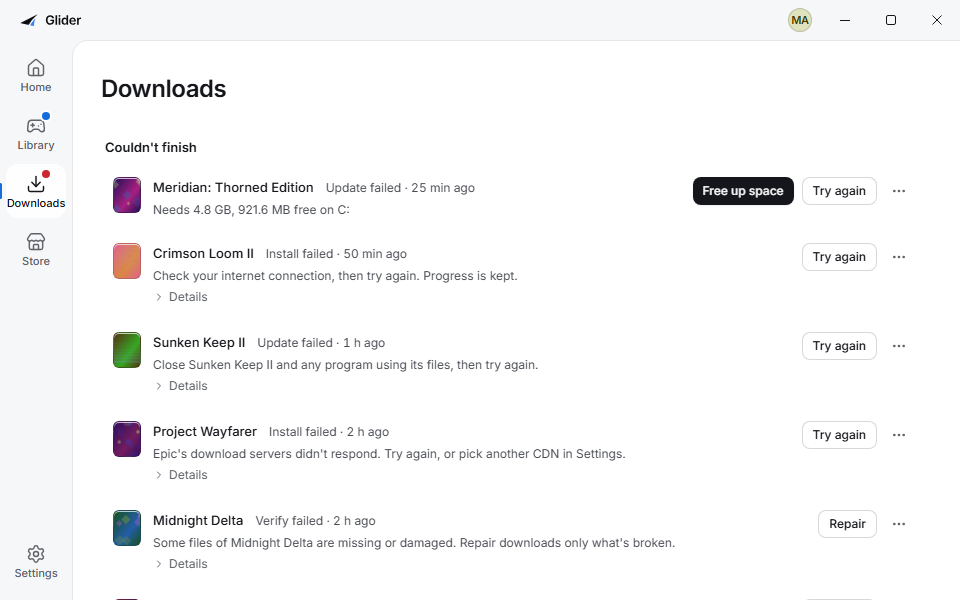 Glider
MA
Home
Library
Downloads
Store
Settings
Downloads
Couldn't finish
Meridian: Thorned Edition Update failed · 25 min ago
Needs 4.8 GB, 921.6 MB free on C:
Free up space
Try again
Crimson Loom II Install failed · 50 min ago
Check your internet connection, then try again. Progress is kept.
Details
Try again
Sunken Keep II Update failed · 1 h ago
Close Sunken Keep II and any program using its files, then try again.
Details
Try again
Project Wayfarer Install failed · 2 h ago
Epic's download servers didn't respond. Try again, or pick another CDN in Settings.
Details
Try again
Midnight Delta Verify failed · 2 h ago
Some files of Midnight Delta are missing or damaged. Repair downloads only what's broken.
Details
Repair